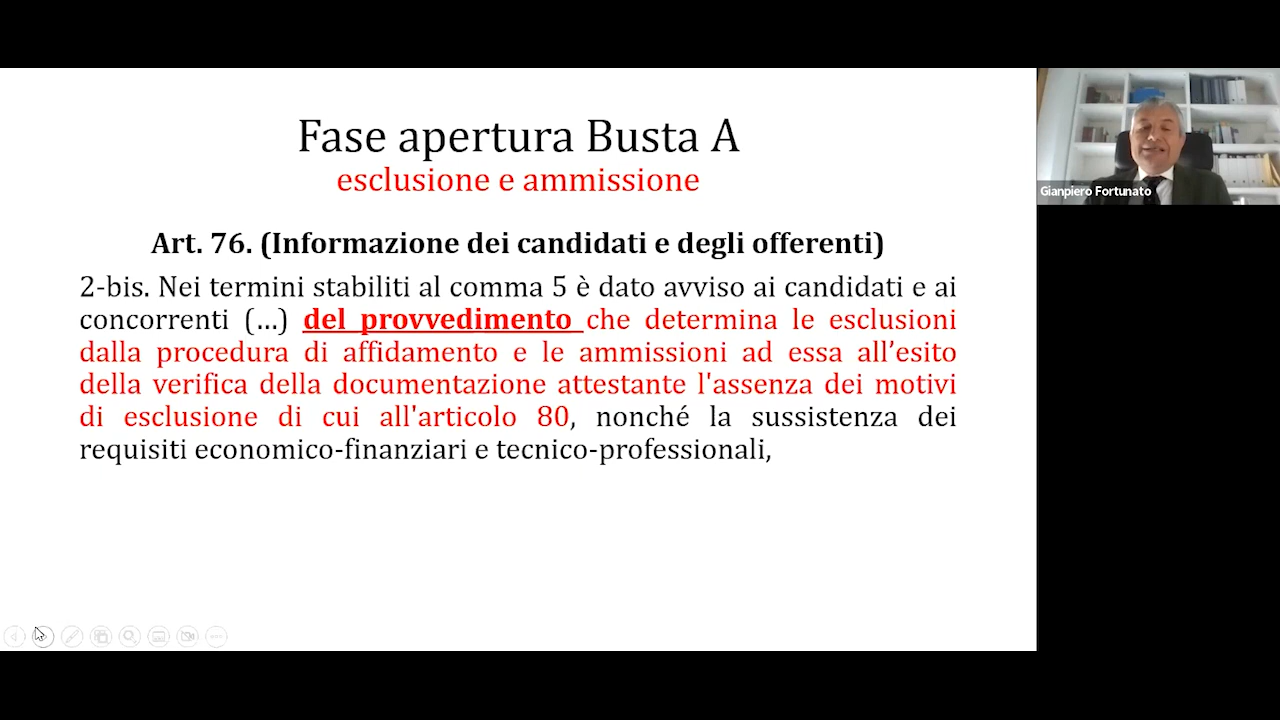 Fase apertura Busta A
esclusione e ammissione
Art. 76. (Informazione dei candidati e degli offerenti)
2-bis. Nei termini stabiliti al comma 5 è dato avviso ai candidati e ai
concorrenti (…) del provvedimento che determina le esclusioni
dalla procedura di affidamento e le ammissioni ad essa all’esito
della verifica della documentazione attestante l'assenza dei motivi
di esclusione di cui all'articolo 80, nonché la sussistenza dei
requisiti economico-finanziari e tecnico-professionali,
Gianpiero Fortunato